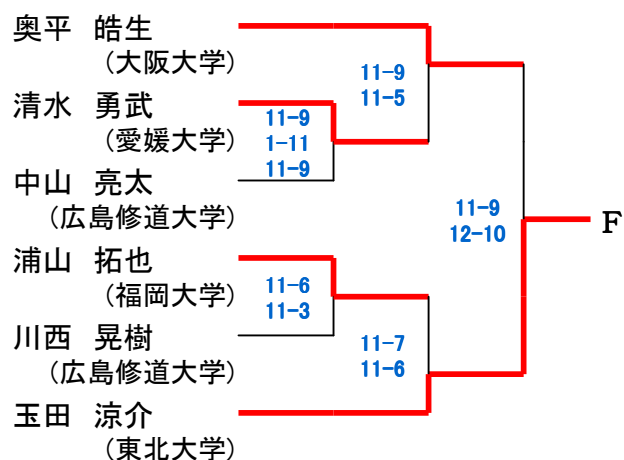 奥平 皓生
（大阪大学）
11-9
11-5
清水 勇武
（愛媛大学）
11-9
1-11
11-9
中山 亮太
（広島修道大学）
11-9
12-10
F
浦山 拓也
（福岡大学）
11-6
11-3
川西 晃樹
（広島修道大学）
11-7
11-6
玉田 涼介
（東北大学）